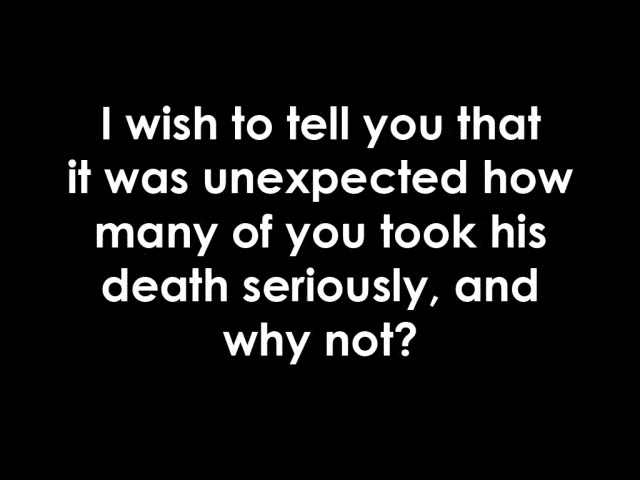 I wish to tell you that
it was unexpected how
many of you took his
death seriously, and
why not?